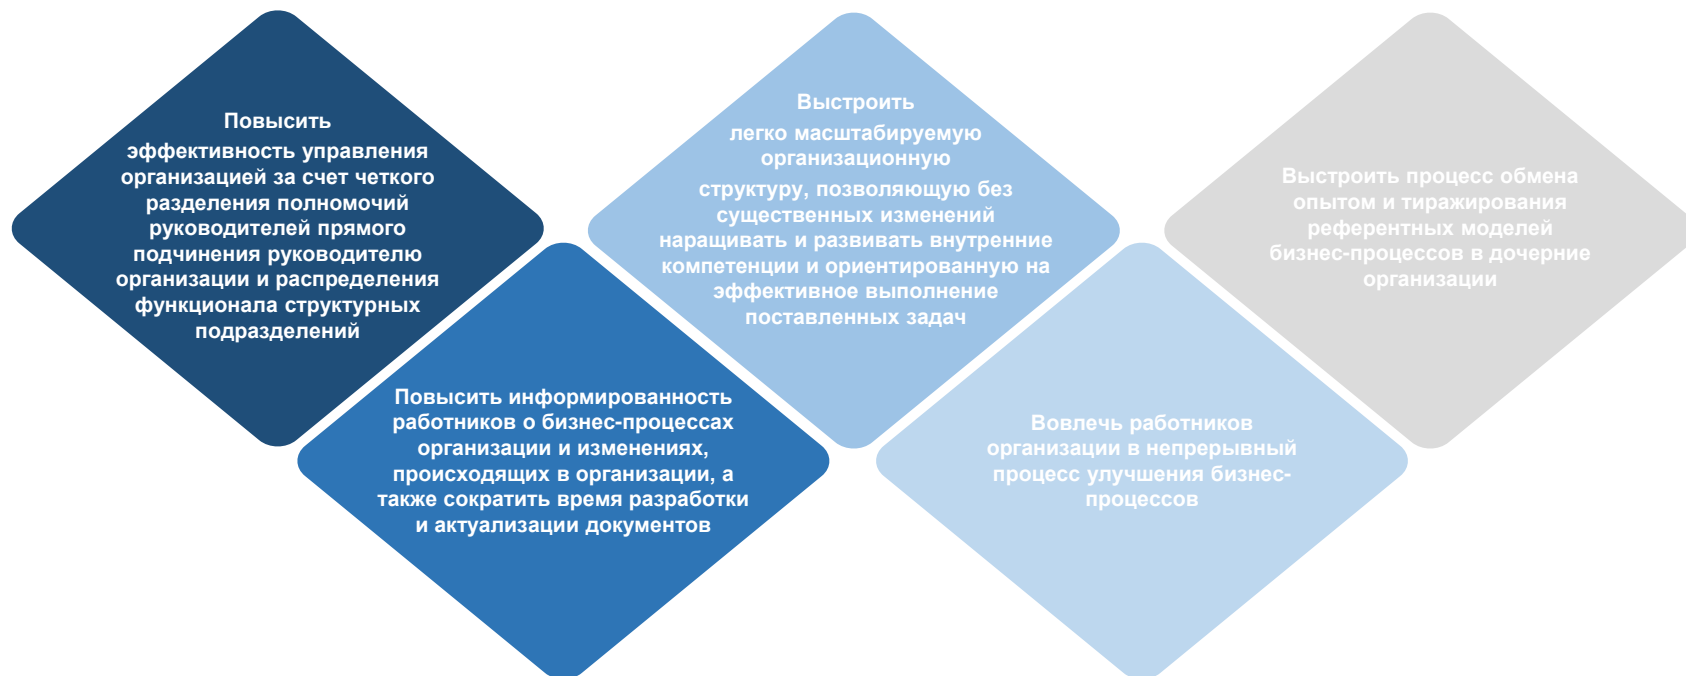 Повысить
эффективность управления
организацией за счет четкого
разделения полномочий
руководителей прямого
подчинения руководителю
организации и распределения
функционала структурных
подразделений
Повысить информированность
работников о бизнес-процессах
организации и изменениях,
происходящих в организации, а
также сократить время разработки
и актуализации документов
Выстроить
легко масштабируемую
организационную
структуру, позволяющую без
существенных изменений
наращивать и развивать внутренние
компетенции и ориентированную на
эффективное выполнение
поставленных задач
Вовлечь работников
организации в непрерывный
процесс улучшения бизнес-
процессов
Выстроить процесс обмена
опытом и тиражирования
референтных моделей
бизнес-процессов в дочерние
организации